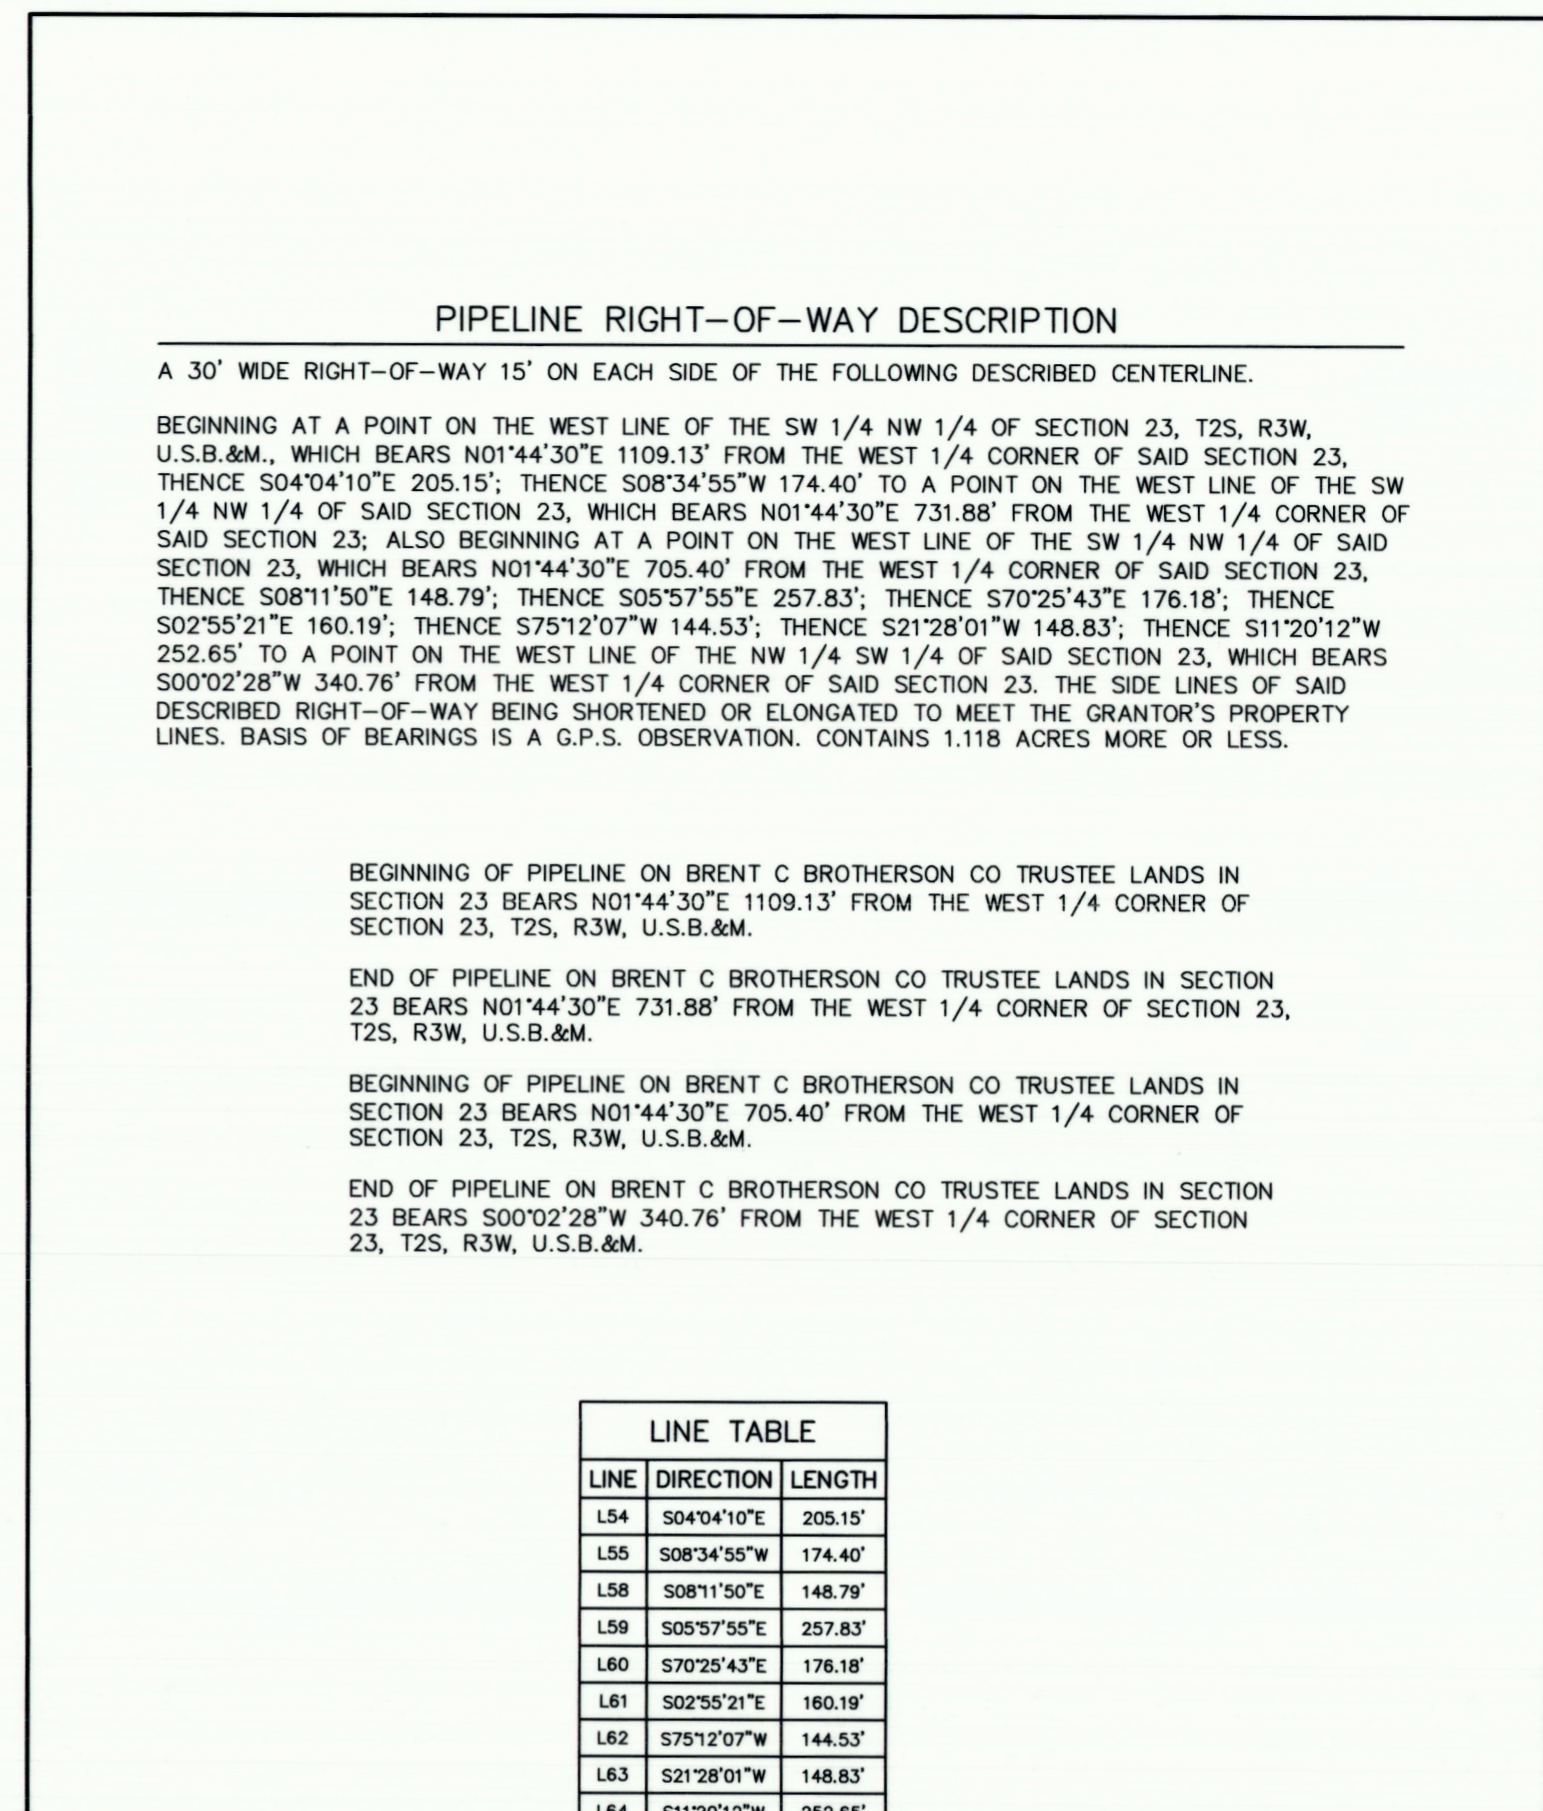 PIPELINE RIGHT-OF-WAY DESCRIPTION
A 30' WIDE RIGHT-OF-WAY 15' ON EACH SIDE OF THE FOLLOWING DESCRIBED CENTERLINE.
BEGINNING AT A POINT ON THE WEST LINE OF THE SW 1/4 NW 1/4 OF SECTION 23, T2S, R3W,
U.S.B.&M., WHICH BEARS N01°44'30"E 1109.13' FROM THE WEST 1/4 CORNER OF SAID SECTION 23,
THENCE S04°04'10"E 205.15'; THENCE S08°34'55"W 174.40' TO A POINT ON THE WEST LINE OF THE SW
1/4 NW 1/4 OF SAID SECTION 23, WHICH BEARS N01°44'30"E 731.88' FROM THE WEST 1/4 CORNER OF
SAID SECTION 23; ALSO BEGINNING AT A POINT ON THE WEST LINE OF THE SW 1/4 NW 1/4 OF SAID
SECTION 23, WHICH BEARS N01°44'30"E 705.40' FROM THE WEST 1/4 CORNER OF SAID SECTION 23,
THENCE S08°11'50"E 148.79'; THENCE S05°57'55"E 257.83'; THENCE S70°25'43"E 176.18'; THENCE
S02°55'21"E 160.19'; THENCE S75°12'07"W 144.53'; THENCE S21°28'01"W 148.83'; THENCE S11°20'12"W
252.65' TO A POINT ON THE WEST LINE OF THE NW 1/4 SW 1/4 OF SAID SECTION 23, WHICH BEARS
S00°02'28"W 340.76' FROM THE WEST 1/4 CORNER OF SAID SECTION 23. THE SIDE LINES OF SAID
DESCRIBED RIGHT-OF-WAY BEING SHORTENED OR ELONGATED TO MEET THE GRANTOR'S PROPERTY
LINES. BASIS OF BEARINGS IS A G.P.S. OBSERVATION. CONTAINS 1.118 ACRES MORE OR LESS.
BEGINNING OF PIPELINE ON BRENT C BROTHERSON CO TRUSTEE LANDS IN
SECTION 23 BEARS N01°44'30"E 1109.13' FROM THE WEST 1/4 CORNER OF
SECTION 23, T2S, R3W, U.S.B.&M.
END OF PIPELINE ON BRENT C BROTHERSON CO TRUSTEE LANDS IN SECTION
23 BEARS N01°44'30"E 731.88' FROM THE WEST 1/4 CORNER OF SECTION 23,
T2S, R3W, U.S.B.&M.
BEGINNING OF PIPELINE ON BRENT C BROTHERSON CO TRUSTEE LANDS IN
SECTION 23 BEARS N01°44'30"E 705.40' FROM THE WEST 1/4 CORNER OF
SECTION 23, T2S, R3W, U.S.B.&M.
END OF PIPELINE ON BRENT C BROTHERSON CO TRUSTEE LANDS IN SECTION
23 BEARS S00°02'28"W 340.76' FROM THE WEST 1/4 CORNER OF SECTION
23, T2S, R3W, U.S.B.&M.
LINE TABLE
LINE DIRECTION LENGTH
L54 S04°04'10"E 205.15'
L55 S08°34'55"W 174.40'
L58 S08°11'50"E 148.79'
L59 S05°57'55"E 257.83'
L60 S70°25'43"E 176.18'
L61 S02°55'21"E 160.19'
L62 S75°12'07"W 144.53'
L63 S21°28'01"W 148.83'
L64 S11°20'12"W 252.65'